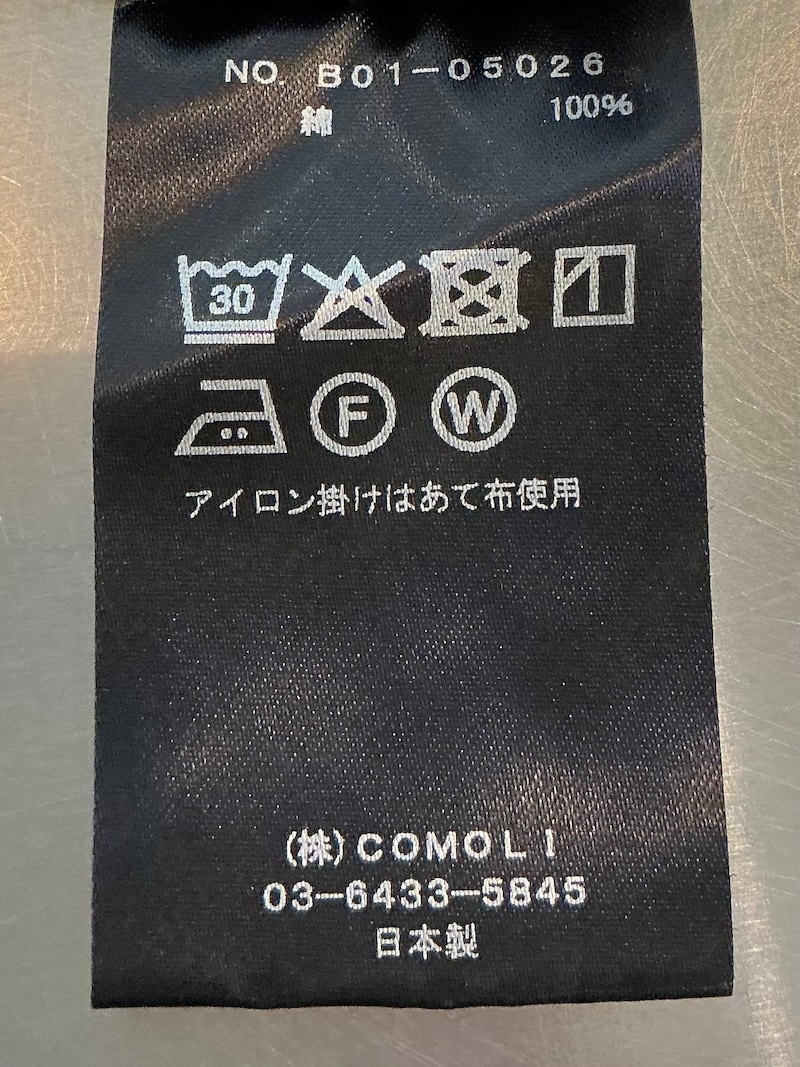 NO. B01-05026
綿 100%
30
F W
アイロン掛けはあて布使用
(株)COMOLI
03-6433-5845
日本製